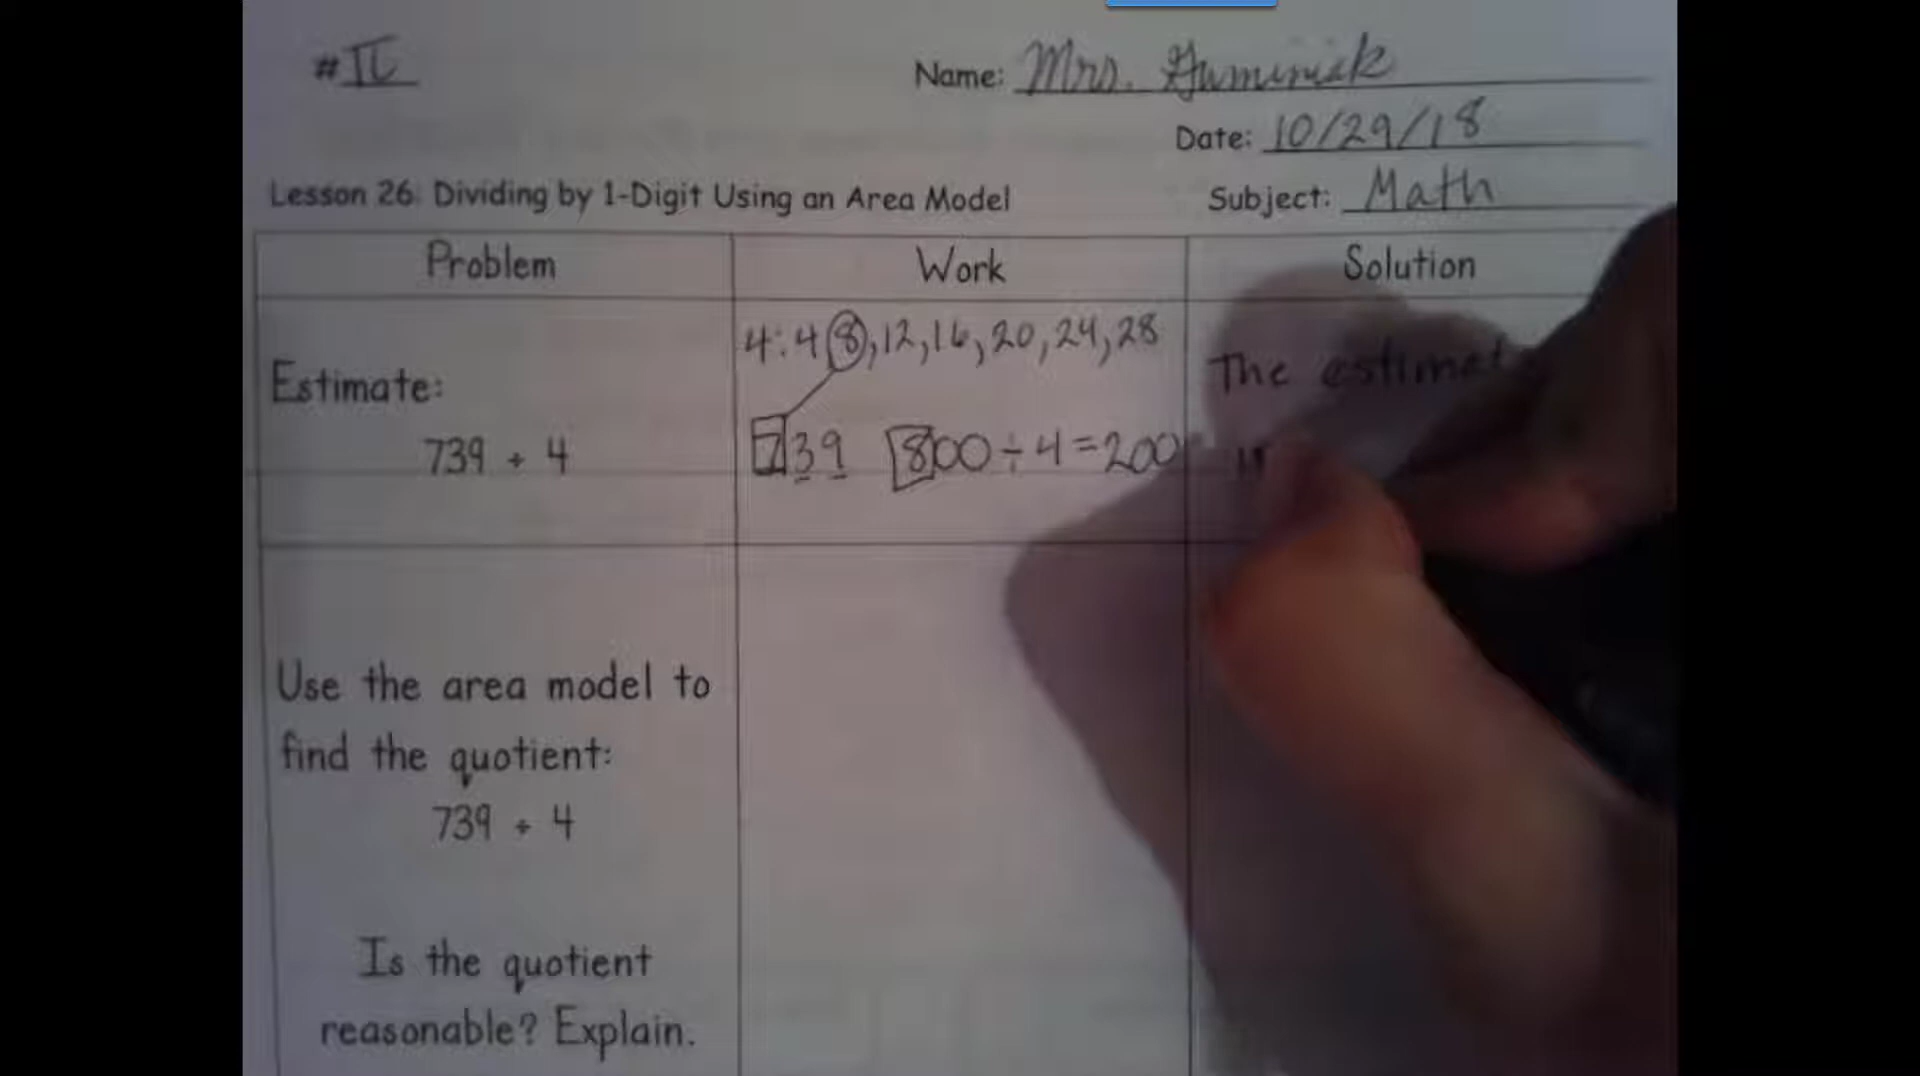 #π
Name: Mrs. Guminiak
Date: 10/29/18
Lesson 26: Dividing by 1-Digit Using an Area Model
Subject: Math
Problem
Work
Solution
Estimate:
739 ÷ 4
4: 4 8, 12, 16, 20, 24, 28
739 800 ÷ 4 = 200
The estimate
Use the area model to
find the quotient:
739 ÷ 4
Is the quotient
reasonable? Explain.